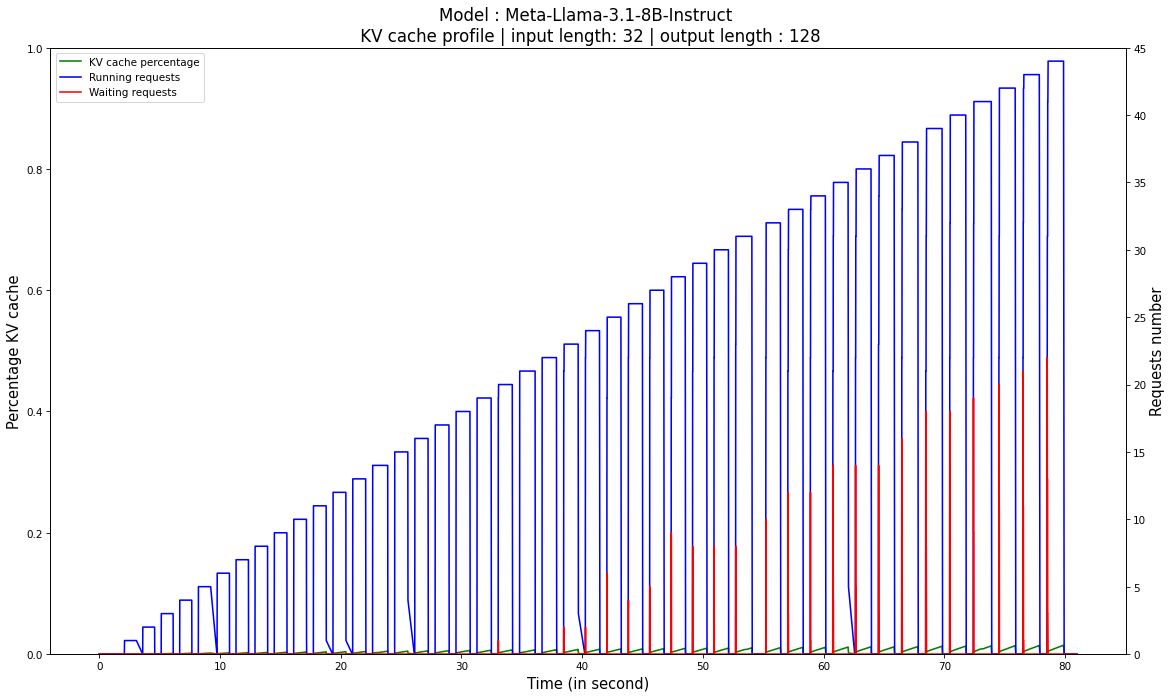 Model : Meta-Llama-3.1-8B-Instruct
KV cache profile | input length: 32 | output length : 128
KV cache percentage
Running requests
Waiting requests
1.0
0.8
0.6
0.4
0.2
0.0
Percentage KV cache
45
40
35
30
25
20
15
10
5
0
Requests number
0 10 20 30 40 50 60 70 80
Time (in second)